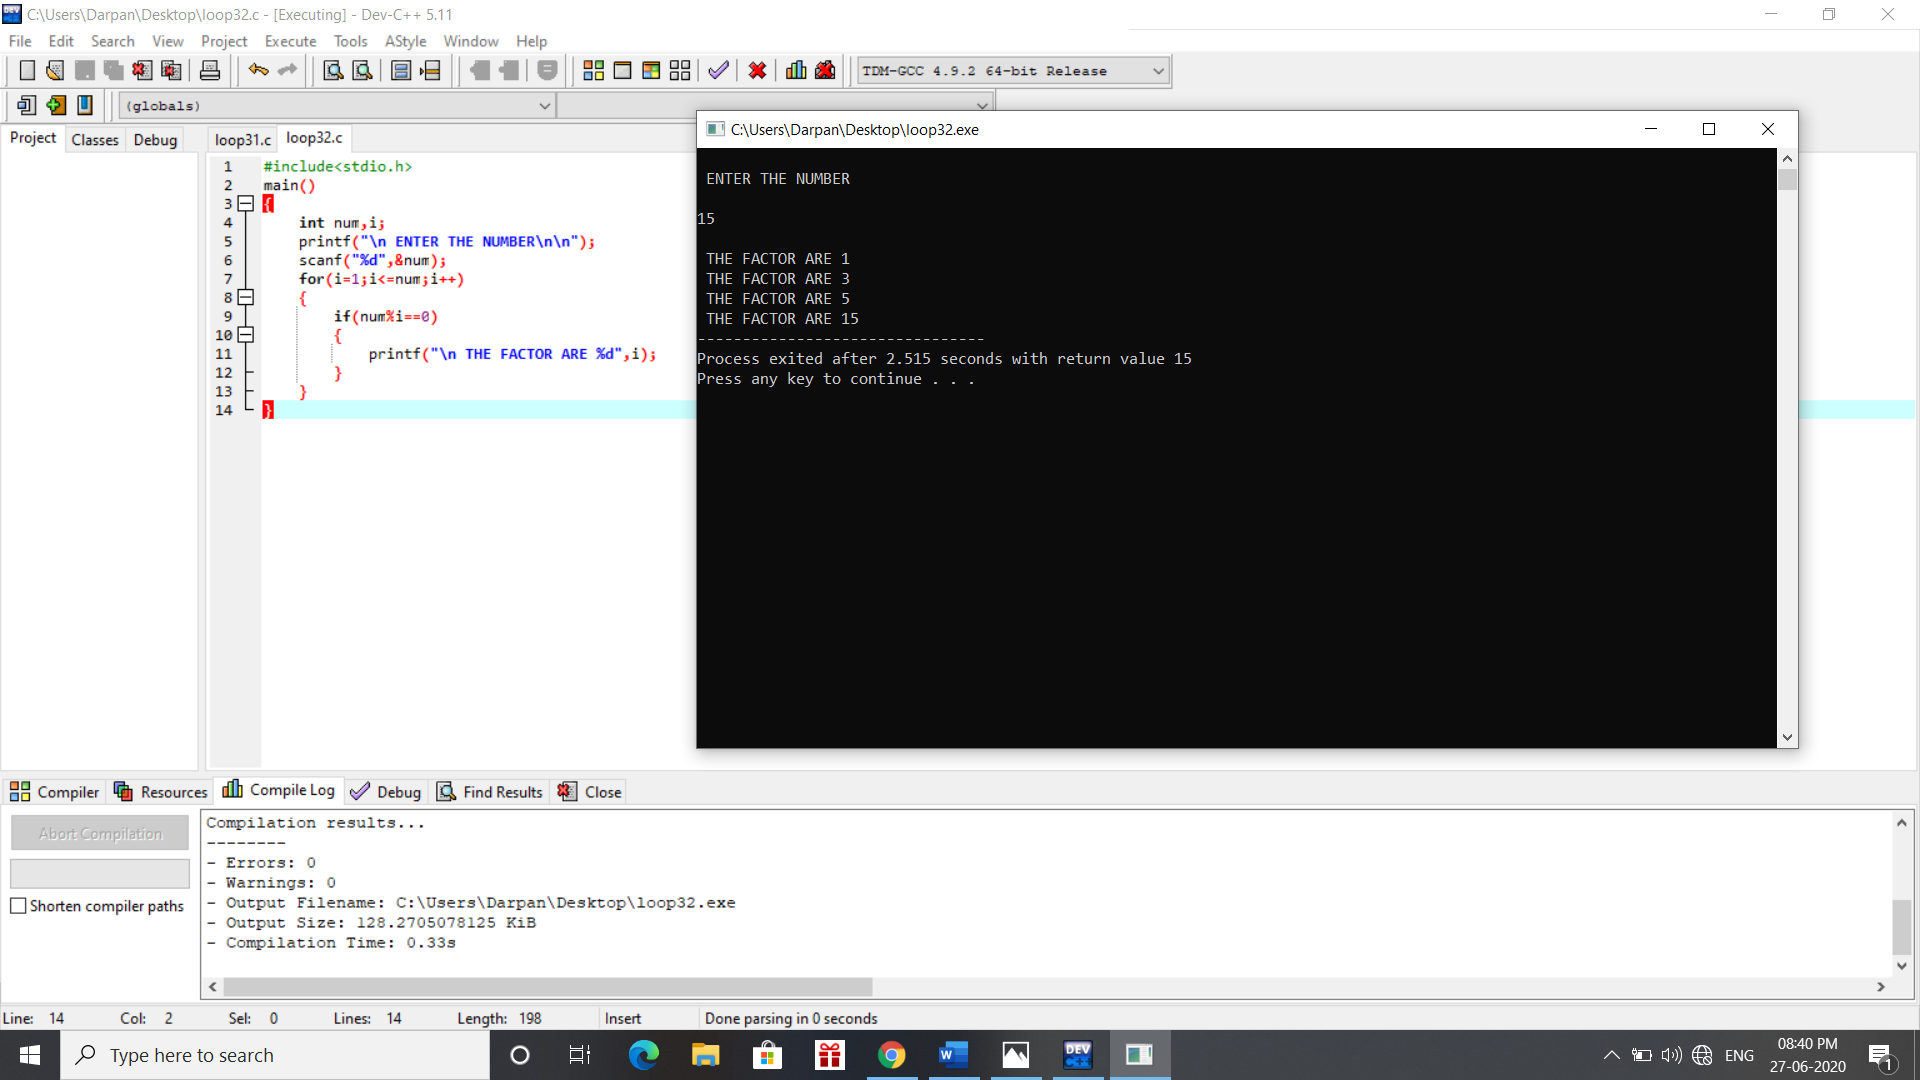 C:\Users\Darpan\Desktop\loop32.c - [Executing] - Dev-C++ 5.11
File Edit Search View Project Execute Tools AStyle Window Help
TDM-GCC 4.9.2 64-bit Release
(globals)
Project Classes Debug
loop31.c loop32.c
1 #include<stdio.h>
2 main()
3 {
4 int num,i;
5 printf("\n ENTER THE NUMBER\n\n");
6 scanf("%d",&num);
7 for(i=1;i<=num;i++)
8 {
9 if(num%i==0)
10 {
11 printf("\n THE FACTOR ARE %d",i);
12 }
13 }
14 }
C:\Users\Darpan\Desktop\loop32.exe
ENTER THE NUMBER
15
THE FACTOR ARE 1
THE FACTOR ARE 3
THE FACTOR ARE 5
THE FACTOR ARE 15
--------------------------------
Process exited after 2.515 seconds with return value 15
Press any key to continue . . .
Compiler Resources Compile Log Debug Find Results Close
Abort Compilation
Shorten compiler paths
Compilation results...
--------
- Errors: 0
- Warnings: 0
- Output Filename: C:\Users\Darpan\Desktop\loop32.exe
- Output Size: 128.2705078125 KiB
- Compilation Time: 0.33s
Line: 14 Col: 2 Sel: 0 Lines: 14 Length: 198 Insert Done parsing in 0 seconds
Type here to search
W
DEV C++
ENG
08:40 PM
27-06-2020
1